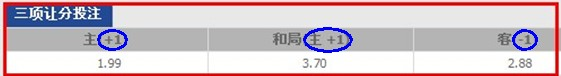 三项让分投注
主 +1 和局(主 +1) 客 -1
1.99 3.70 2.88